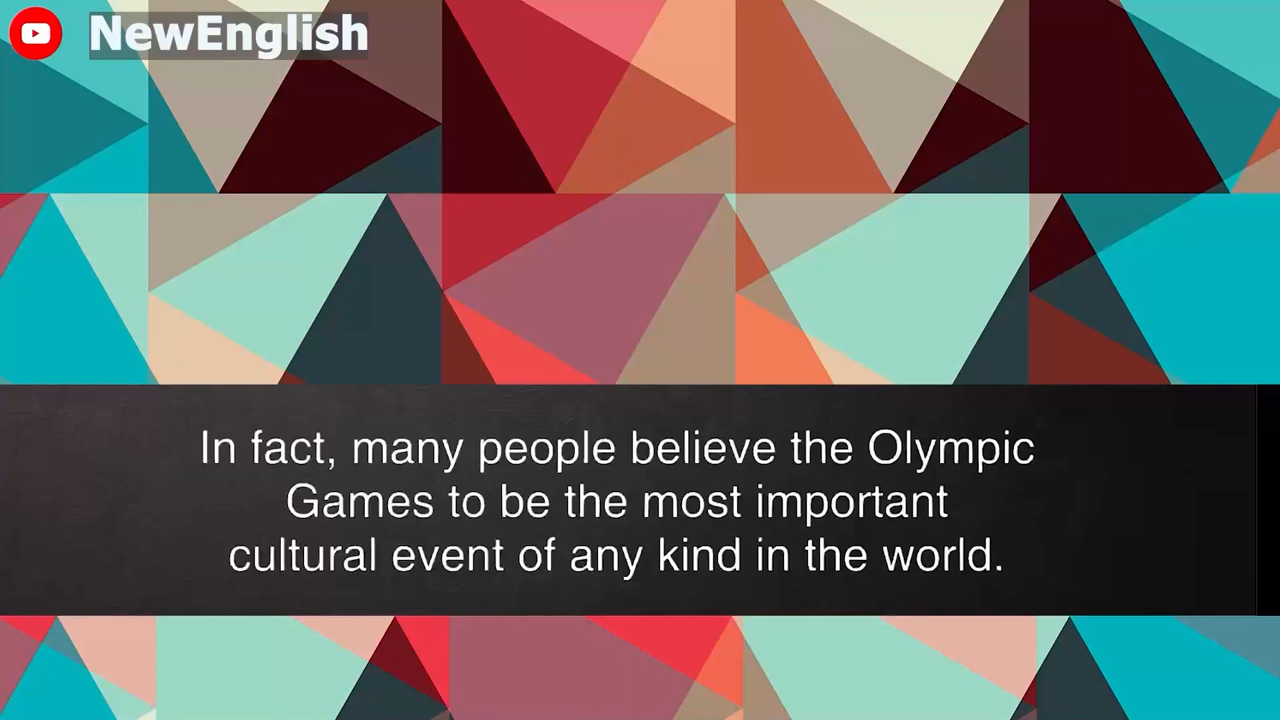 NewEnglish
In fact, many people believe the Olympic
Games to be the most important
cultural event of any kind in the world.